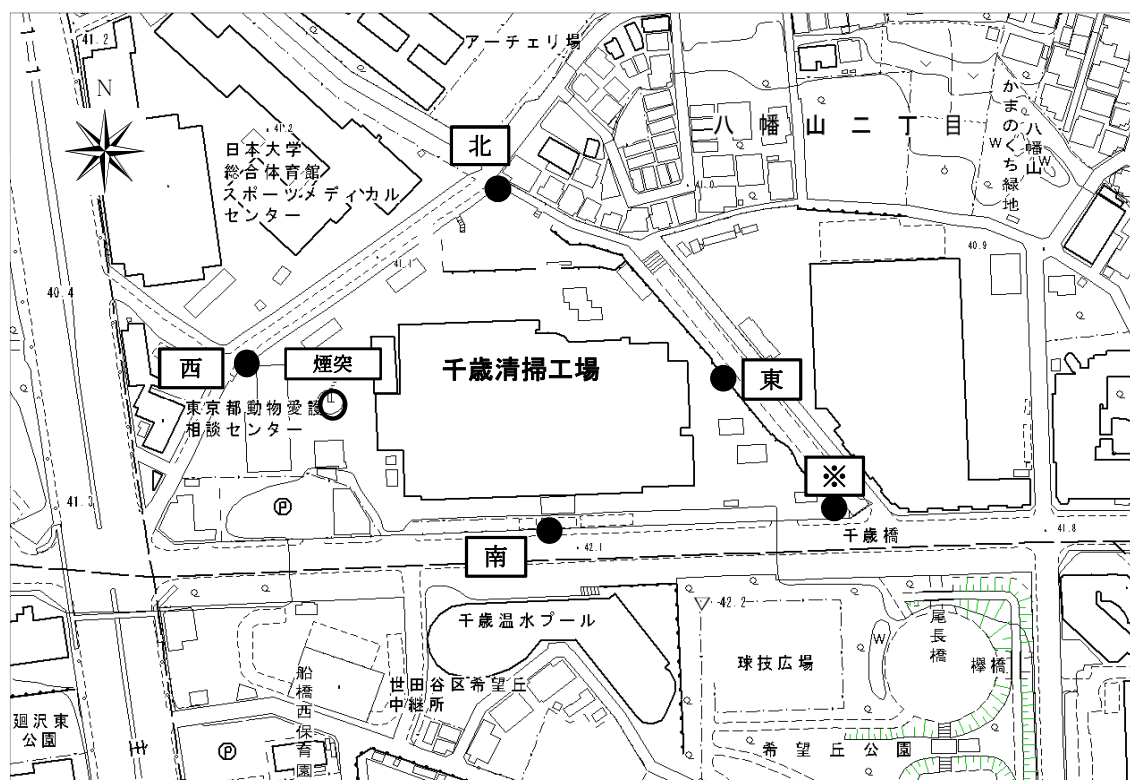 41.2
N
アーチェリ場
北
41.2
日本大学
総合体育館
スポーツメディカル
センター
八幡山二丁目
かまのくち緑地
八幡山
W
W
41.0
40.9
41.1
40.4
西
煙突
千歳清掃工場
東
東京都動物愛護
相談センター
※
41.3
P
南
42.1
千歳橋
41.8
千歳温水プール
42.2
球技広場
W
尾長橋
欅橋
船橋西保育園
世田谷区希望丘
中継所
廻沢東
公園
P
希望丘公園